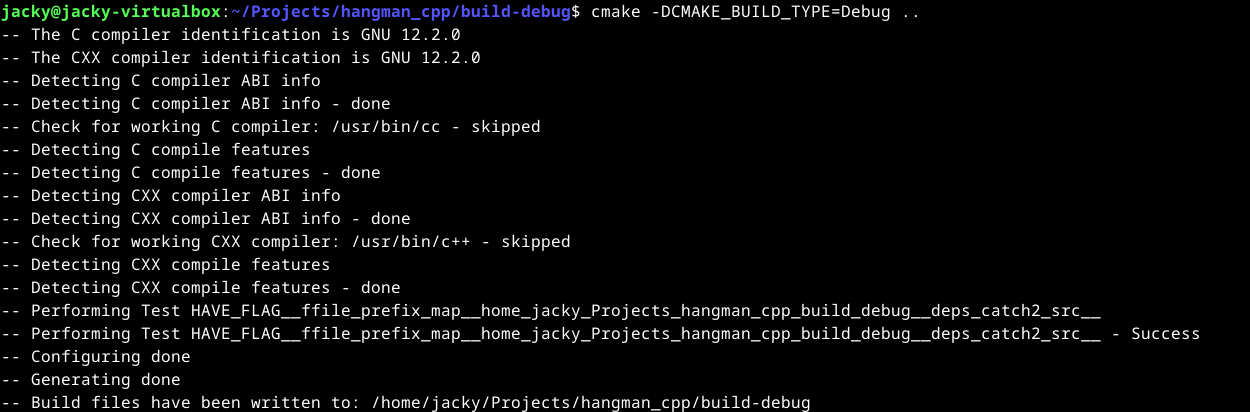 jacky@jacky-virtualbox:~/Projects/hangman_cpp/build-debug$ cmake -DCMAKE_BUILD_TYPE=Debug ..
-- The C compiler identification is GNU 12.2.0
-- The CXX compiler identification is GNU 12.2.0
-- Detecting C compiler ABI info
-- Detecting C compiler ABI info - done
-- Check for working C compiler: /usr/bin/cc - skipped
-- Detecting C compile features
-- Detecting C compile features - done
-- Detecting CXX compiler ABI info
-- Detecting CXX compiler ABI info - done
-- Check for working CXX compiler: /usr/bin/c++ - skipped
-- Detecting CXX compile features
-- Detecting CXX compile features - done
-- Performing Test HAVE_FLAG__ffile_prefix_map__home_jacky_Projects_hangman_cpp_build_debug__deps_catch2_src__
-- Performing Test HAVE_FLAG__ffile_prefix_map__home_jacky_Projects_hangman_cpp_build_debug__deps_catch2_src__ - Success
-- Configuring done
-- Generating done
-- Build files have been written to: /home/jacky/Projects/hangman_cpp/build-debug